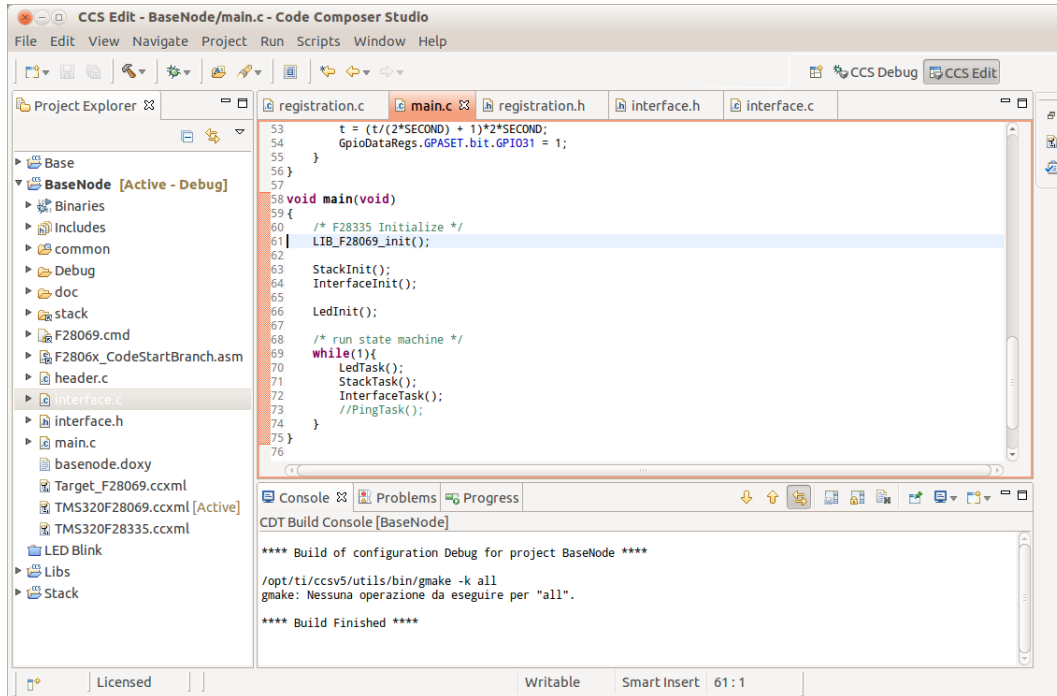 CCS Edit - BaseNode/main.c - Code Composer Studio
File Edit View Navigate Project Run Scripts Window Help
CCS Debug CCS Edit
Project Explorer
Base
BaseNode [Active - Debug]
Binaries
Includes
common
Debug
doc
stack
F28069.cmd
F2806x_CodeStartBranch.asm
header.c
interface.c
interface.h
main.c
basenode.doxy
Target_F28069.ccxml
TMS320F28069.ccxml [Active]
TMS320F28335.ccxml
LED Blink
Libs
Stack
registration.c main.c registration.h interface.h interface.c
53 t = (t/(2*SECOND) + 1)*2*SECOND;
54 GpioDataRegs.GPASET.bit.GPIO31 = 1;
55 }
56 }
57
58 void main(void)
59 {
60 /* F28335 Initialize */
61 LIB_F28069_init();
62
63 StackInit();
64 InterfaceInit();
65
66 LedInit();
67
68 /* run state machine */
69 while(1){
70 LedTask();
71 StackTask();
72 InterfaceTask();
73 //PingTask();
74 }
75 }
76
Console Problems Progress
CDT Build Console [BaseNode]
**** Build of configuration Debug for project BaseNode ****
/opt/ti/ccsv5/utils/bin/gmake -k all
gmake: Nessuna operazione da eseguire per "all".
**** Build Finished ****
Licensed Writable Smart Insert 61 : 1